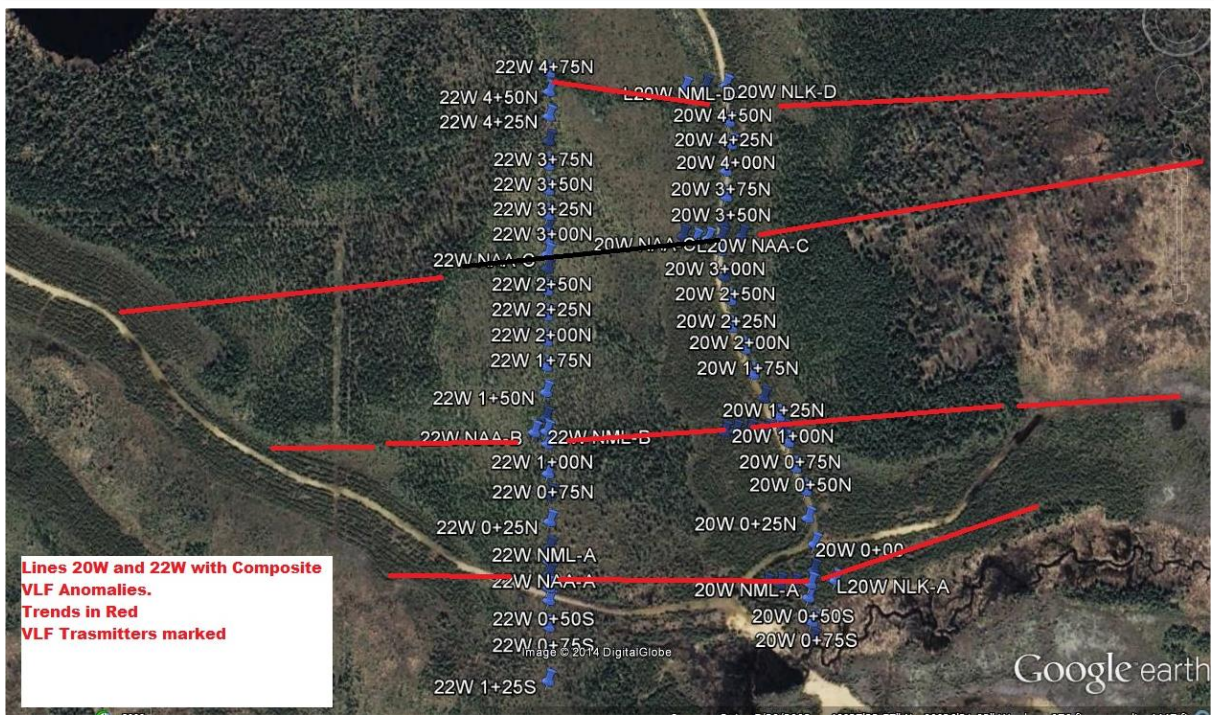 22W 4+75N
L20W NML-D
20W NLK-D
22W 4+50N
20W 4+50N
22W 4+25N
20W 4+25N
22W 3+75N
20W 4+00N
22W 3+50N
20W 3+75N
22W 3+25N
20W 3+50N
22W 3+00N
20W NAA-C
L20W NAA-C
22W NAA-C
20W 3+00N
22W 2+50N
20W 2+50N
22W 2+25N
20W 2+25N
22W 2+00N
20W 2+00N
22W 1+75N
20W 1+75N
22W 1+50N
20W 1+25N
22W NAA-B
22W NML-B
20W 1+00N
22W 1+00N
20W 0+75N
22W 0+75N
20W 0+50N
22W 0+25N
20W 0+25N
22W NML-A
20W 0+00
22W NAA-A
20W NML-A
L20W NLK-A
22W 0+50S
20W 0+50S
22W 0+75S
20W 0+75S
22W 1+25S
Lines 20W and 22W with Composite
VLF Anomalies.
Trends in Red
VLF Trasmitters marked
Image © 2014 DigitalGlobe
Google earth